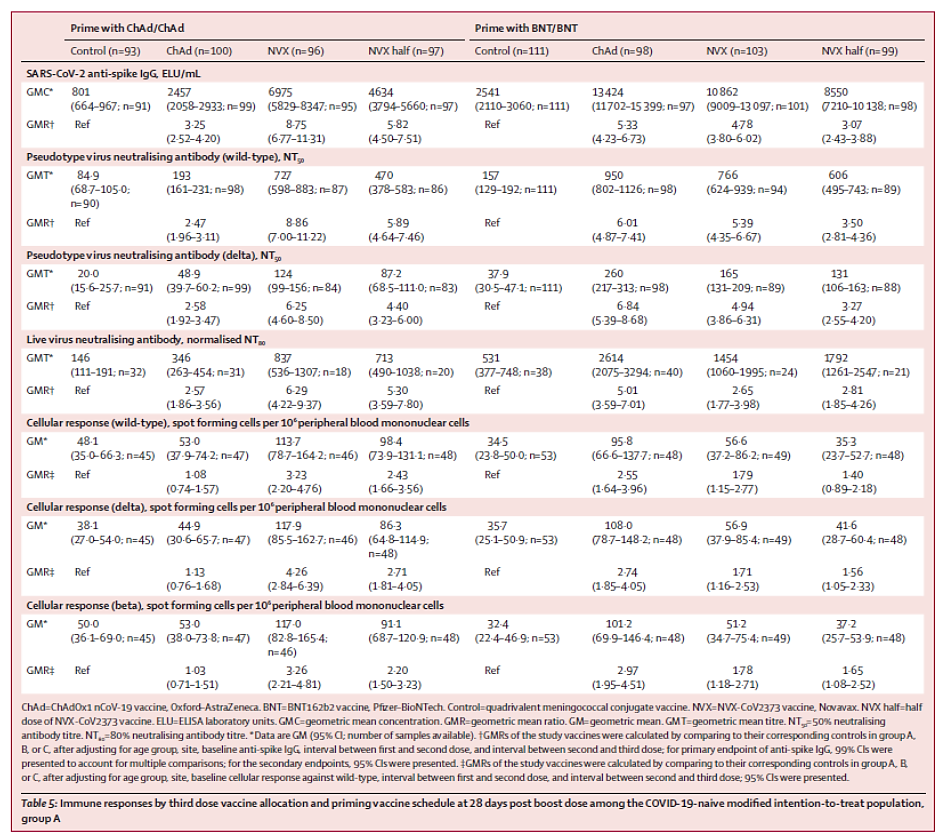 Prime with ChAd/ChAd Prime with BNT/BNT
Control (n=93) ChAd (n=100) NVX (n=96) NVX half (n=97) Control (n=111) ChAd (n=98) NVX (n=103) NVX half (n=99)
SARS-CoV-2 anti-spike IgG, ELU/mL
GMC* 801 2457 6975 4634 2541 13 424 10 862 8550
(664–967; n=91) (2058–2933; n=99) (5829–8347; n=95) (3794–5660; n=97) (2110–3060; n=111) (11 702–15 399; n=97) (9009–13 097; n=101) (7210–10 138; n=98)
GMR† Ref 3·25 8·75 5·82 Ref 5·33 4·78 3·07
(2·52–4·20) (6·77–11·31) (4·50–7·51) (4·23–6·73) (3·80–6·02) (2·43–3·88)
Pseudotype virus neutralising antibody (wild-type), NT50
GMT* 84·9 193 727 470 157 950 766 606
(68·7–105·0; (161–231; n=98) (598–883; n=87) (378–583; n=86) (129–192; n=111) (802–1126; n=98) (624–939; n=94) (495–743; n=89)
n=90)
GMR† Ref 2·47 8·86 5·89 Ref 6·01 5·39 3·50
(1·96–3·11) (7·00–11·22) (4·64–7·46) (4·87–7·41) (4·35–6·67) (2·81–4·36)
Pseudotype virus neutralising antibody (delta), NT50
GMT* 20·0 48·9 124 87·2 37·9 260 165 131
(15·6–25·7; n=91) (39·7–60·2; n=99) (99–156; n=84) (68·5–111·0; n=83) (30·5–47·1; n=111) (217–313; n=98) (131–209; n=89) (106–163; n=88)
GMR† Ref 2·58 6·25 4·40 Ref 6·84 4·94 3·27
(1·92–3·47) (4·60–8·50) (3·23–6·00) (5·39–8·68) (3·86–6·31) (2·55–4·20)
Live virus neutralising antibody, normalised NT80
GMT* 146 346 837 713 531 2614 1454 1792
(111–191; n=32) (263–454; n=31) (536–1307; n=18) (490–1038; n=20) (377–748; n=38) (2075–3294; n=40) (1060–1995; n=24) (1261–2547; n=21)
GMR† Ref 2·57 6·29 5·30 Ref 5·01 2·65 2·81
(1·86–3·56) (4·22–9·37) (3·59–7·80) (3·59–7·01) (1·77–3·98) (1·85–4·26)
Cellular response (wild-type), spot forming cells per 10⁶ peripheral blood mononuclear cells
GM* 48·1 53·0 113·7 98·4 34·5 95·8 56·6 35·3
(35·0–66·3; n=45) (37·9–74·2; n=47) (78·7–164·2; n=46) (73·9–131·1; n=48) (23·8–50·0; n=53) (66·6–137·7; n=48) (37·2–86·2; n=49) (23·7–52·7; n=48)
GMR‡ Ref 1·08 3·23 2·43 Ref 2·55 1·79 1·40
(0·74–1·57) (2·20–4·76) (1·66–3·56) (1·64–3·96) (1·15–2·77) (0·89–2·18)
Cellular response (delta), spot forming cells per 10⁶ peripheral blood mononuclear cells
GM* 38·1 44·9 117·9 86·3 35·7 108·0 56·9 41·6
(27·0–54·0; n=45) (30·6–65·7; n=47) (85·5–162·7; n=46) (64·8–114·9; (25·1–50·9; n=53) (78·7–148·2; n=48) (37·9–85·4; n=49) (28·7–60·4; n=48)
n=48)
GMR‡ Ref 1·13 4·26 2·71 Ref 2·74 1·71 1·56
(0·76–1·68) (2·84–6·39) (1·81–4·05) (1·85–4·05) (1·16–2·53) (1·05–2·33)
Cellular response (beta), spot forming cells per 10⁶ peripheral blood mononuclear cells
GM* 50·0 53·0 117·0 91·1 32·4 101·2 51·2 37·2
(36·1–69·0; n=45) (38·0–73·8; n=47) (82·8–165·4; (68·7–120·9; n=48) (22·4–46·9; n=53) (69·9–146·4; n=48) (34·7–75·4; n=49) (25·7–53·9; n=48)
n=46)
GMR‡ Ref 1·03 3·26 2·20 Ref 2·97 1·78 1·65
(0·71–1·51) (2·21–4·81) (1·50–3·23) (1·95–4·51) (1·18–2·71) (1·08–2·52)
ChAd=ChAdOx1 nCoV-19 vaccine, Oxford-AstraZeneca. BNT=BNT162b2 vaccine, Pfizer-BioNTech. Control=quadrivalent meningococcal conjugate vaccine. NVX=NVX-CoV2373 vaccine, Novavax. NVX half=half
dose of NVX-CoV2373 vaccine. ELU=ELISA laboratory units. GMC=geometric mean concentration. GMR=geometric mean ratio. GM=geometric mean. GMT=geometric mean titre. NT50=50% neutralising
antibody titre. NT80=80% neutralising antibody titre. *Data are GM (95% CI; number of samples available). †GMRs of the study vaccines were calculated by comparing to their corresponding controls in group A,
B, or C, after adjusting for age group, site, baseline anti-spike IgG, interval between first and second dose, and interval between second and third dose; for primary endpoint of anti-spike IgG, 99% CIs were
presented to account for multiple comparisons; for the secondary endpoints, 95% CIs were presented. ‡GMRs of the study vaccines were calculated by comparing to their corresponding controls in group A, B,
or C, after adjusting for age group, site, baseline cellular response against wild-type, interval between first and second dose, and interval between second and third dose; 95% CIs were presented.
Table 5: Immune responses by third dose vaccine allocation and priming vaccine schedule at 28 days post boost dose among the COVID-19-naive modified intention-to-treat population,
group A